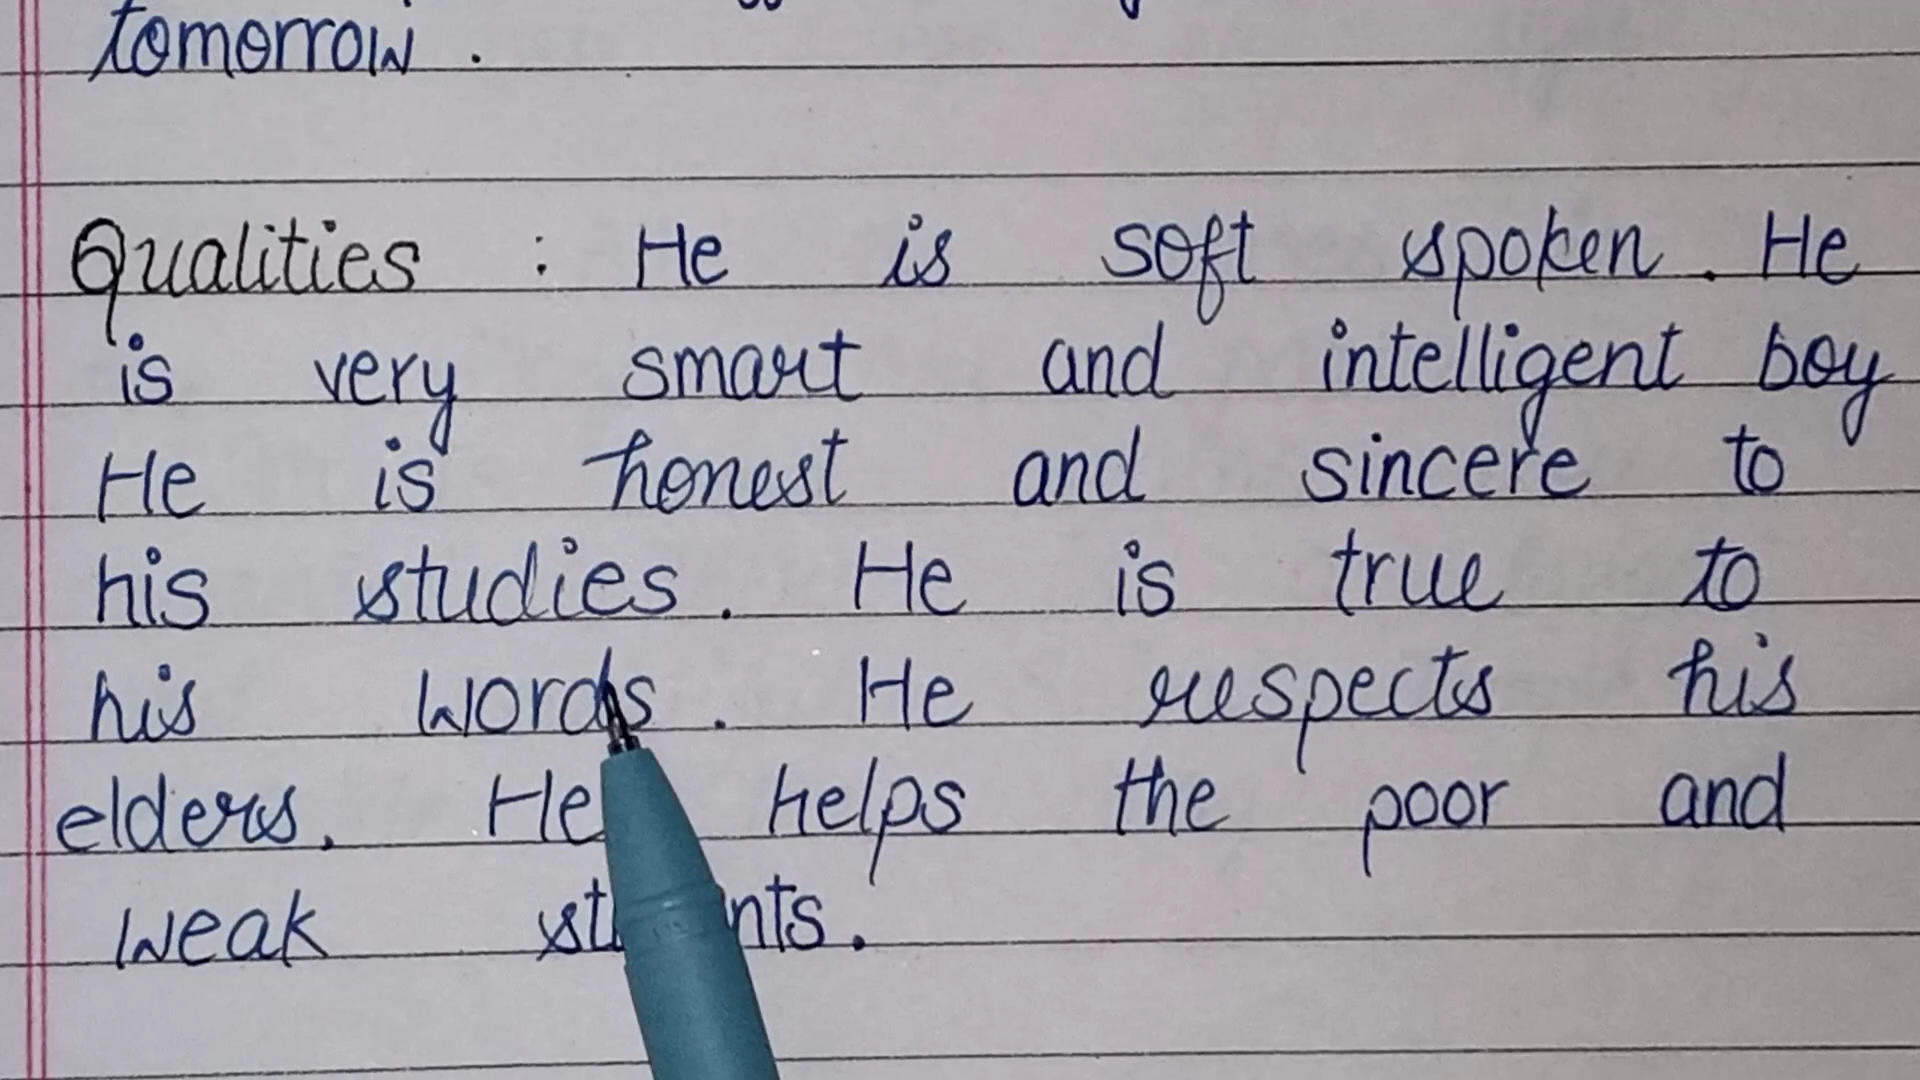 tomorrow.
Qualities : He is soft spoken. He
is very smart and intelligent boy
He is honest and sincere to
his studies. He is true to
his words. He respects his
elders. He helps the poor and
weak